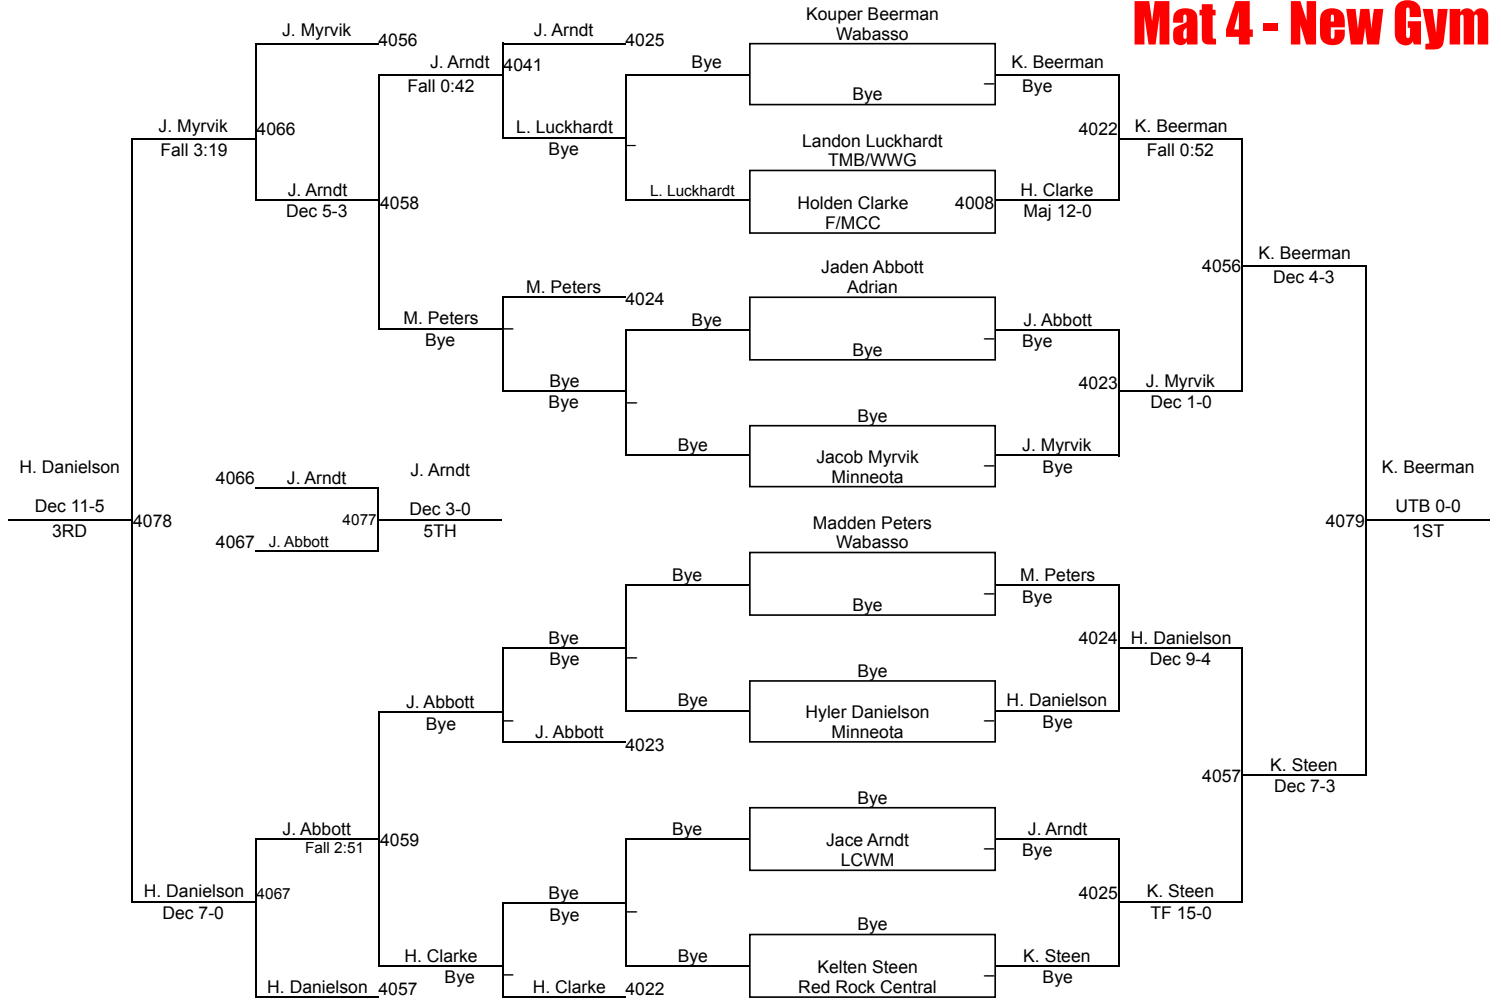 Mat 4 - New Gym
Kouper Beerman
Wabasso
J. Myrvik
4056
J. Arndt
4025
J. Arndt
4041
Fall 0:42
Bye
K. Beerman
Bye
Bye
J. Myrvik
4066
Fall 3:19
L. Luckhardt
Bye
4022
K. Beerman
Fall 0:52
Landon Luckhardt
TMB/WWG
J. Arndt
Dec 5-3
4058
L. Luckhardt
Holden Clarke
F/MCC
4008
H. Clarke
Maj 12-0
4056
K. Beerman
Dec 4-3
Jaden Abbott
Adrian
M. Peters
4024
M. Peters
Bye
Bye
J. Abbott
Bye
Bye
Bye
Bye
4023
J. Myrvik
Dec 1-0
Bye
Bye
Jacob Myrvik
Minneota
J. Myrvik
Bye
H. Danielson
Dec 11-5
3RD
4078
4066
J. Arndt
4067
J. Abbott
4077
J. Arndt
Dec 3-0
5TH
K. Beerman
UTB 0-0
1ST
4079
Madden Peters
Wabasso
Bye
Bye
M. Peters
Bye
Bye
Bye
4024
H. Danielson
Dec 9-4
J. Abbott
Bye
J. Abbott
4023
Bye
Bye
Hyler Danielson
Minneota
H. Danielson
Bye
4057
K. Steen
Dec 7-3
Bye
J. Abbott
Fall 2:51
4059
Bye
Jace Arndt
LCWM
J. Arndt
Bye
H. Danielson
4067
Dec 7-0
Bye
Bye
4025
K. Steen
TF 15-0
Bye
H. Clarke
Bye
Bye
Kelten Steen
Red Rock Central
K. Steen
Bye
H. Danielson
4057
H. Clarke
4022